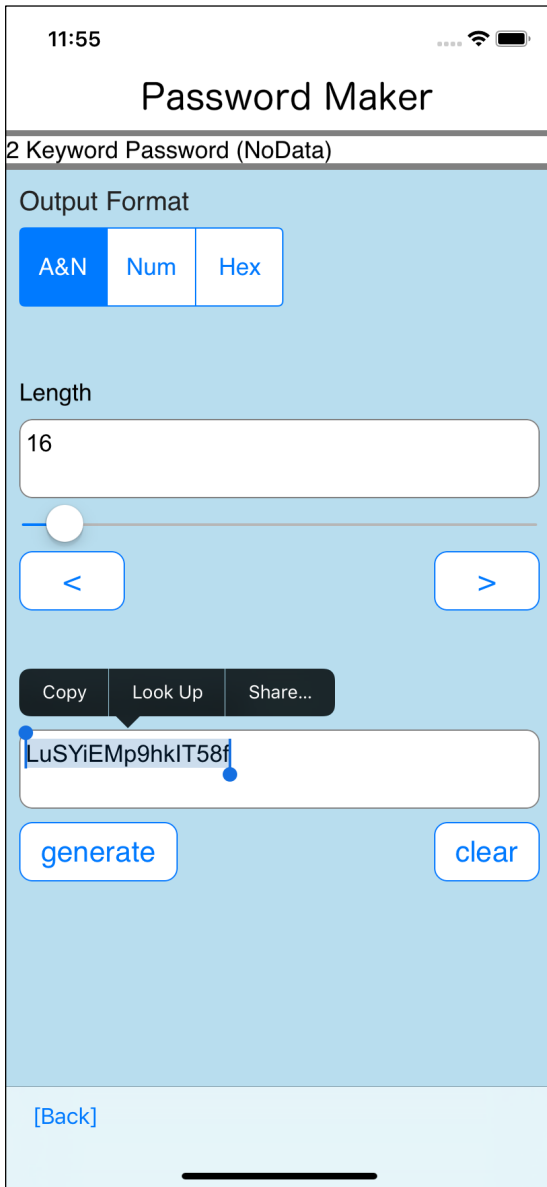 11:55
Password Maker
2 Keyword Password (NoData)
Output Format
A&N Num Hex
Length
16
< >
Copy Look Up Share...
LuSYiEMp9hkIT58f
generate clear
[Back]